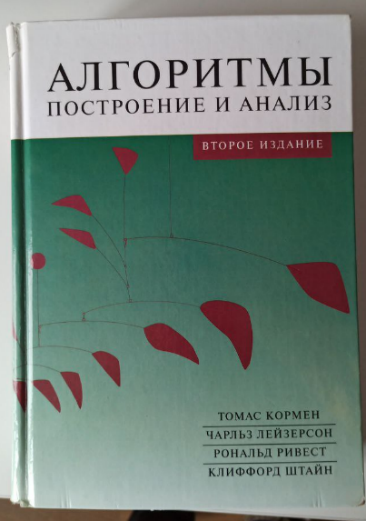 АЛГОРИТМЫ
ПОСТРОЕНИЕ И АНАЛИЗ
ВТОРОЕ ИЗДАНИЕ
ТОМАС КОРМЕН
ЧАРЛЬЗ ЛЕЙЗЕРСОН
РОНАЛЬД РИВЕСТ
КЛИФФОРД ШТАЙН